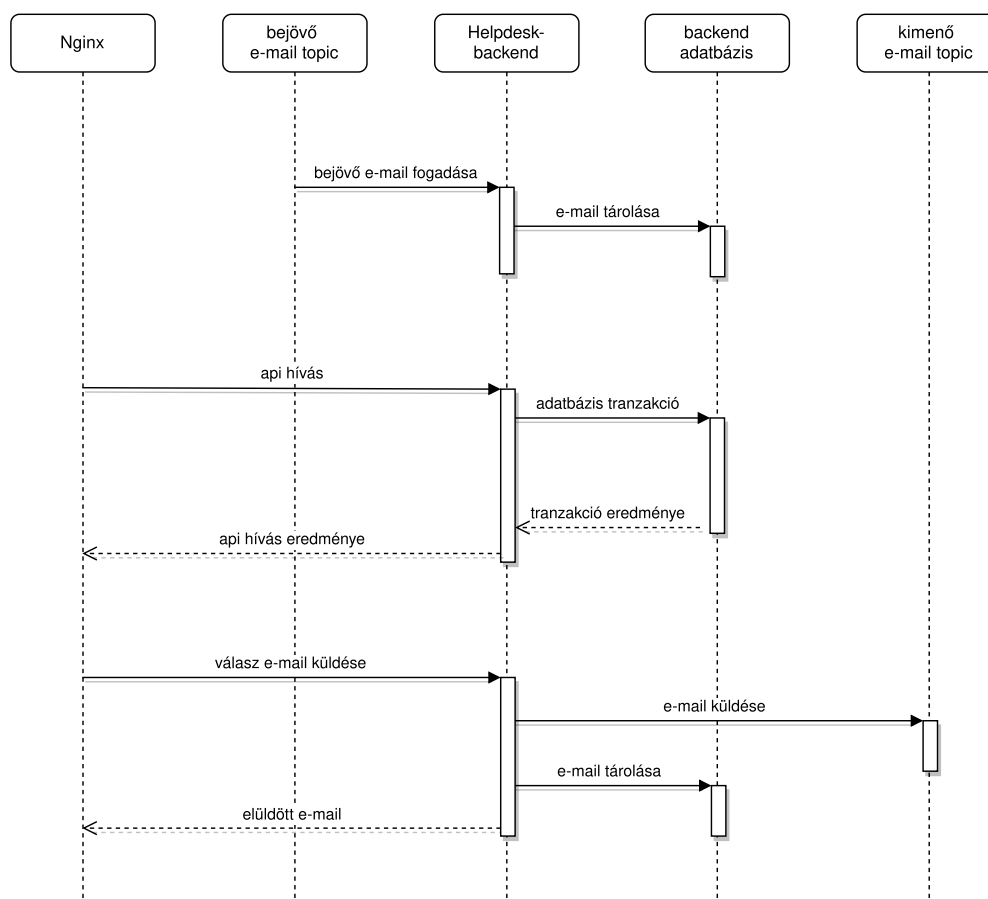 Nginx
bejövő
e-mail topic
Helpdesk-
backend
backend
adatbázis
kimenő
e-mail topic
bejövő e-mail fogadása
e-mail tárolása
api hívás
adatbázis tranzakció
tranzakció eredménye
api hívás eredménye
válasz e-mail küldése
e-mail küldése
e-mail tárolása
elüldött e-mail